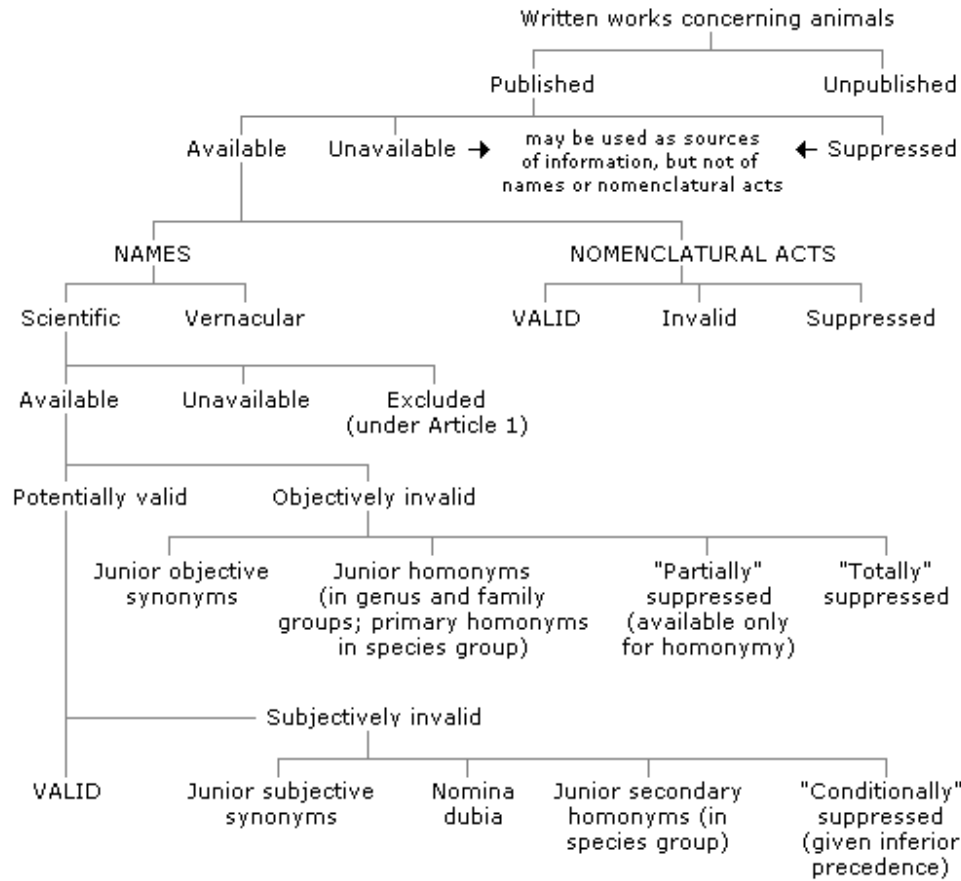 Written works concerning animals
Published
Unpublished
Available
Unavailable
may be used as sources
of information, but not of
names or nomenclatural acts
Suppressed
NAMES
NOMENCLATURAL ACTS
Scientific
Vernacular
VALID
Invalid
Suppressed
Available
Unavailable
Excluded
(under Article 1)
Potentially valid
Objectively invalid
Junior objective
synonyms
Junior homonyms
(in genus and family
groups; primary homonyms
in species group)
"Partially"
suppressed
(available only
for homonymy)
"Totally"
suppressed
Subjectively invalid
VALID
Junior subjective
synonyms
Nomina
dubia
Junior secondary
homonyms (in
species group)
"Conditionally"
suppressed
(given inferior
precedence)